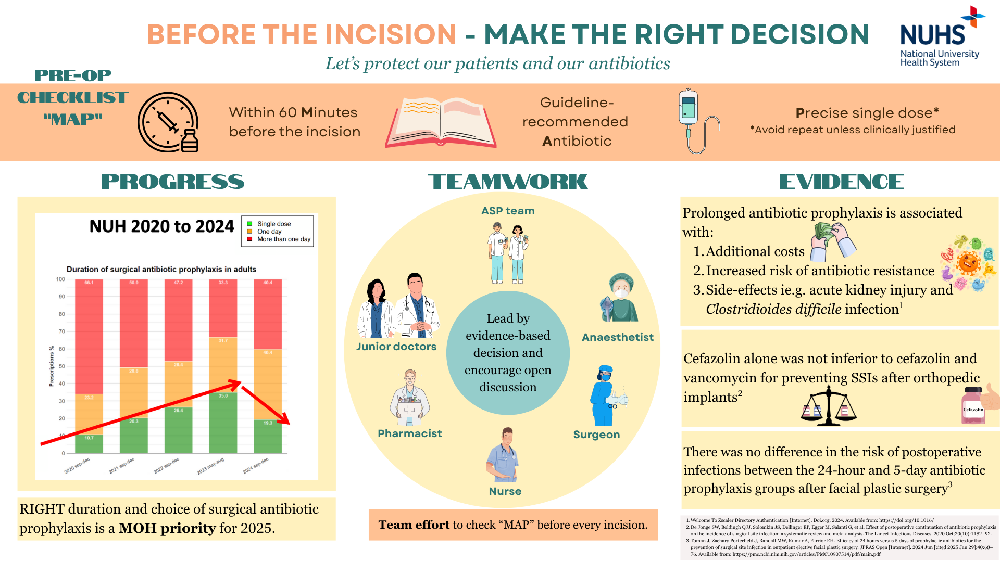 BEFORE THE INCISION - MAKE THE RIGHT DECISION
Let's protect our patients and our antibiotics
NUHS
National University
Health System
PRE-OP
CHECKLIST
"MAP"
Within 60 Minutes
before the incision
Guideline-
recommended
Antibiotic
Precise single dose*
*Avoid repeat unless clinically justified
PROGRESS
NUH 2020 to 2024
Single dose
One day
More than one day
Duration of surgical antibiotic prophylaxis in adults
Prescriptions %
100
90
80
70
60
50
40
30
20
10
0
66.1
23.2
10.7
50.9
28.8
20.3
47.2
26.4
26.4
33.3
31.7
35.0
40.4
40.4
19.3
2020 sep-dec
2021 sep-dec
2022 sep-dec
2023 may-aug
2024 sep-dec
RIGHT duration and choice of surgical antibiotic
prophylaxis is a MOH priority for 2025.
TEAMWORK
ASP team
Junior doctors
Anaesthetist
Lead by
evidence-based
decision and
encourage open
discussion
Pharmacist
Surgeon
Nurse
Team effort to check “MAP” before every incision.
EVIDENCE
Prolonged antibiotic prophylaxis is associated
with:
1. Additional costs
2. Increased risk of antibiotic resistance
3. Side-effects ie.g. acute kidney injury and
Clostridioides difficile infection1
Cefazolin alone was not inferior to cefazolin and
vancomycin for preventing SSIs after orthopedic
implants2
Cefazolin
There was no difference in the risk of postoperative
infections between the 24-hour and 5-day antibiotic
prophylaxis groups after facial plastic surgery3
1. Welcome To Zscaler Directory Authentication [Internet]. Doi.org. 2024. Available from: https://doi.org/10.1016/
2. De Jonge SW, Boldingh QJJ, Solomkin JS, Dellinger EP, Egger M, Salanti G, et al. Effect of postoperative continuation of antibiotic prophylaxis
on the incidence of surgical site infection: a systematic review and meta-analysis. The Lancet Infectious Diseases. 2020 Oct;20(10):1182–92.
3. Toman J, Zachary Porterfield J, Randall MW, Kumar A, Farrior EH. Efficacy of 24 hours versus 5 days of prophylactic antibiotics for the
prevention of surgical site infection in outpatient elective facial plastic surgery. JPRAS Open [Internet]. 2024 Jun [cited 2025 Jan 29];40:68–
76. Available from: https://pmc.ncbi.nlm.nih.gov/articles/PMC10907514/pdf/main.pdf